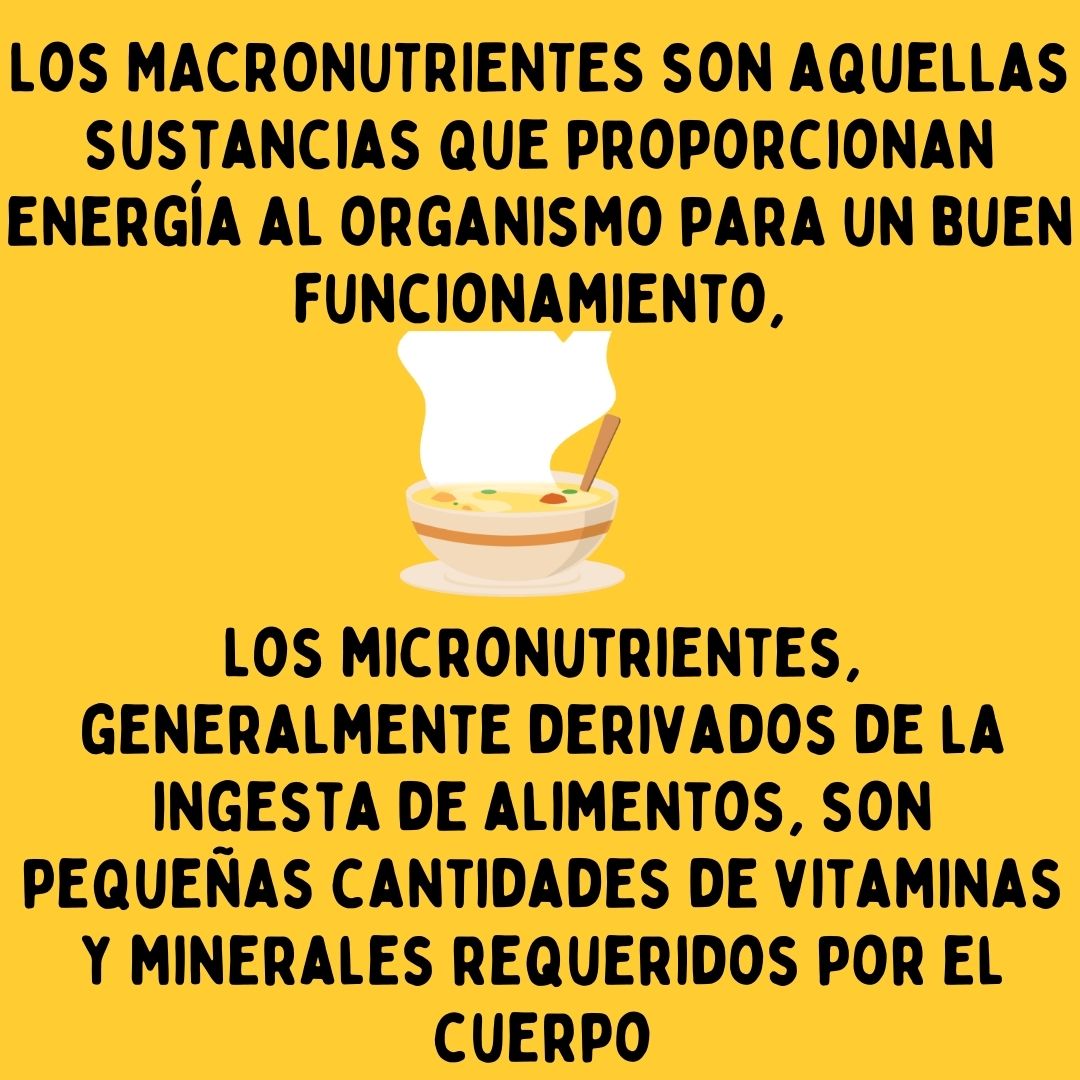 LOS MACRONUTRIENTES SON AQUELLAS
SUSTANCIAS QUE PROPORCIONAN
ENERGÍA AL ORGANISMO PARA UN BUEN
FUNCIONAMIENTO,
LOS MICRONUTRIENTES,
GENERALMENTE DERIVADOS DE LA
INGESTA DE ALIMENTOS, SON
PEQUEÑAS CANTIDADES DE VITAMINAS
Y MINERALES REQUERIDOS POR EL
CUERPO